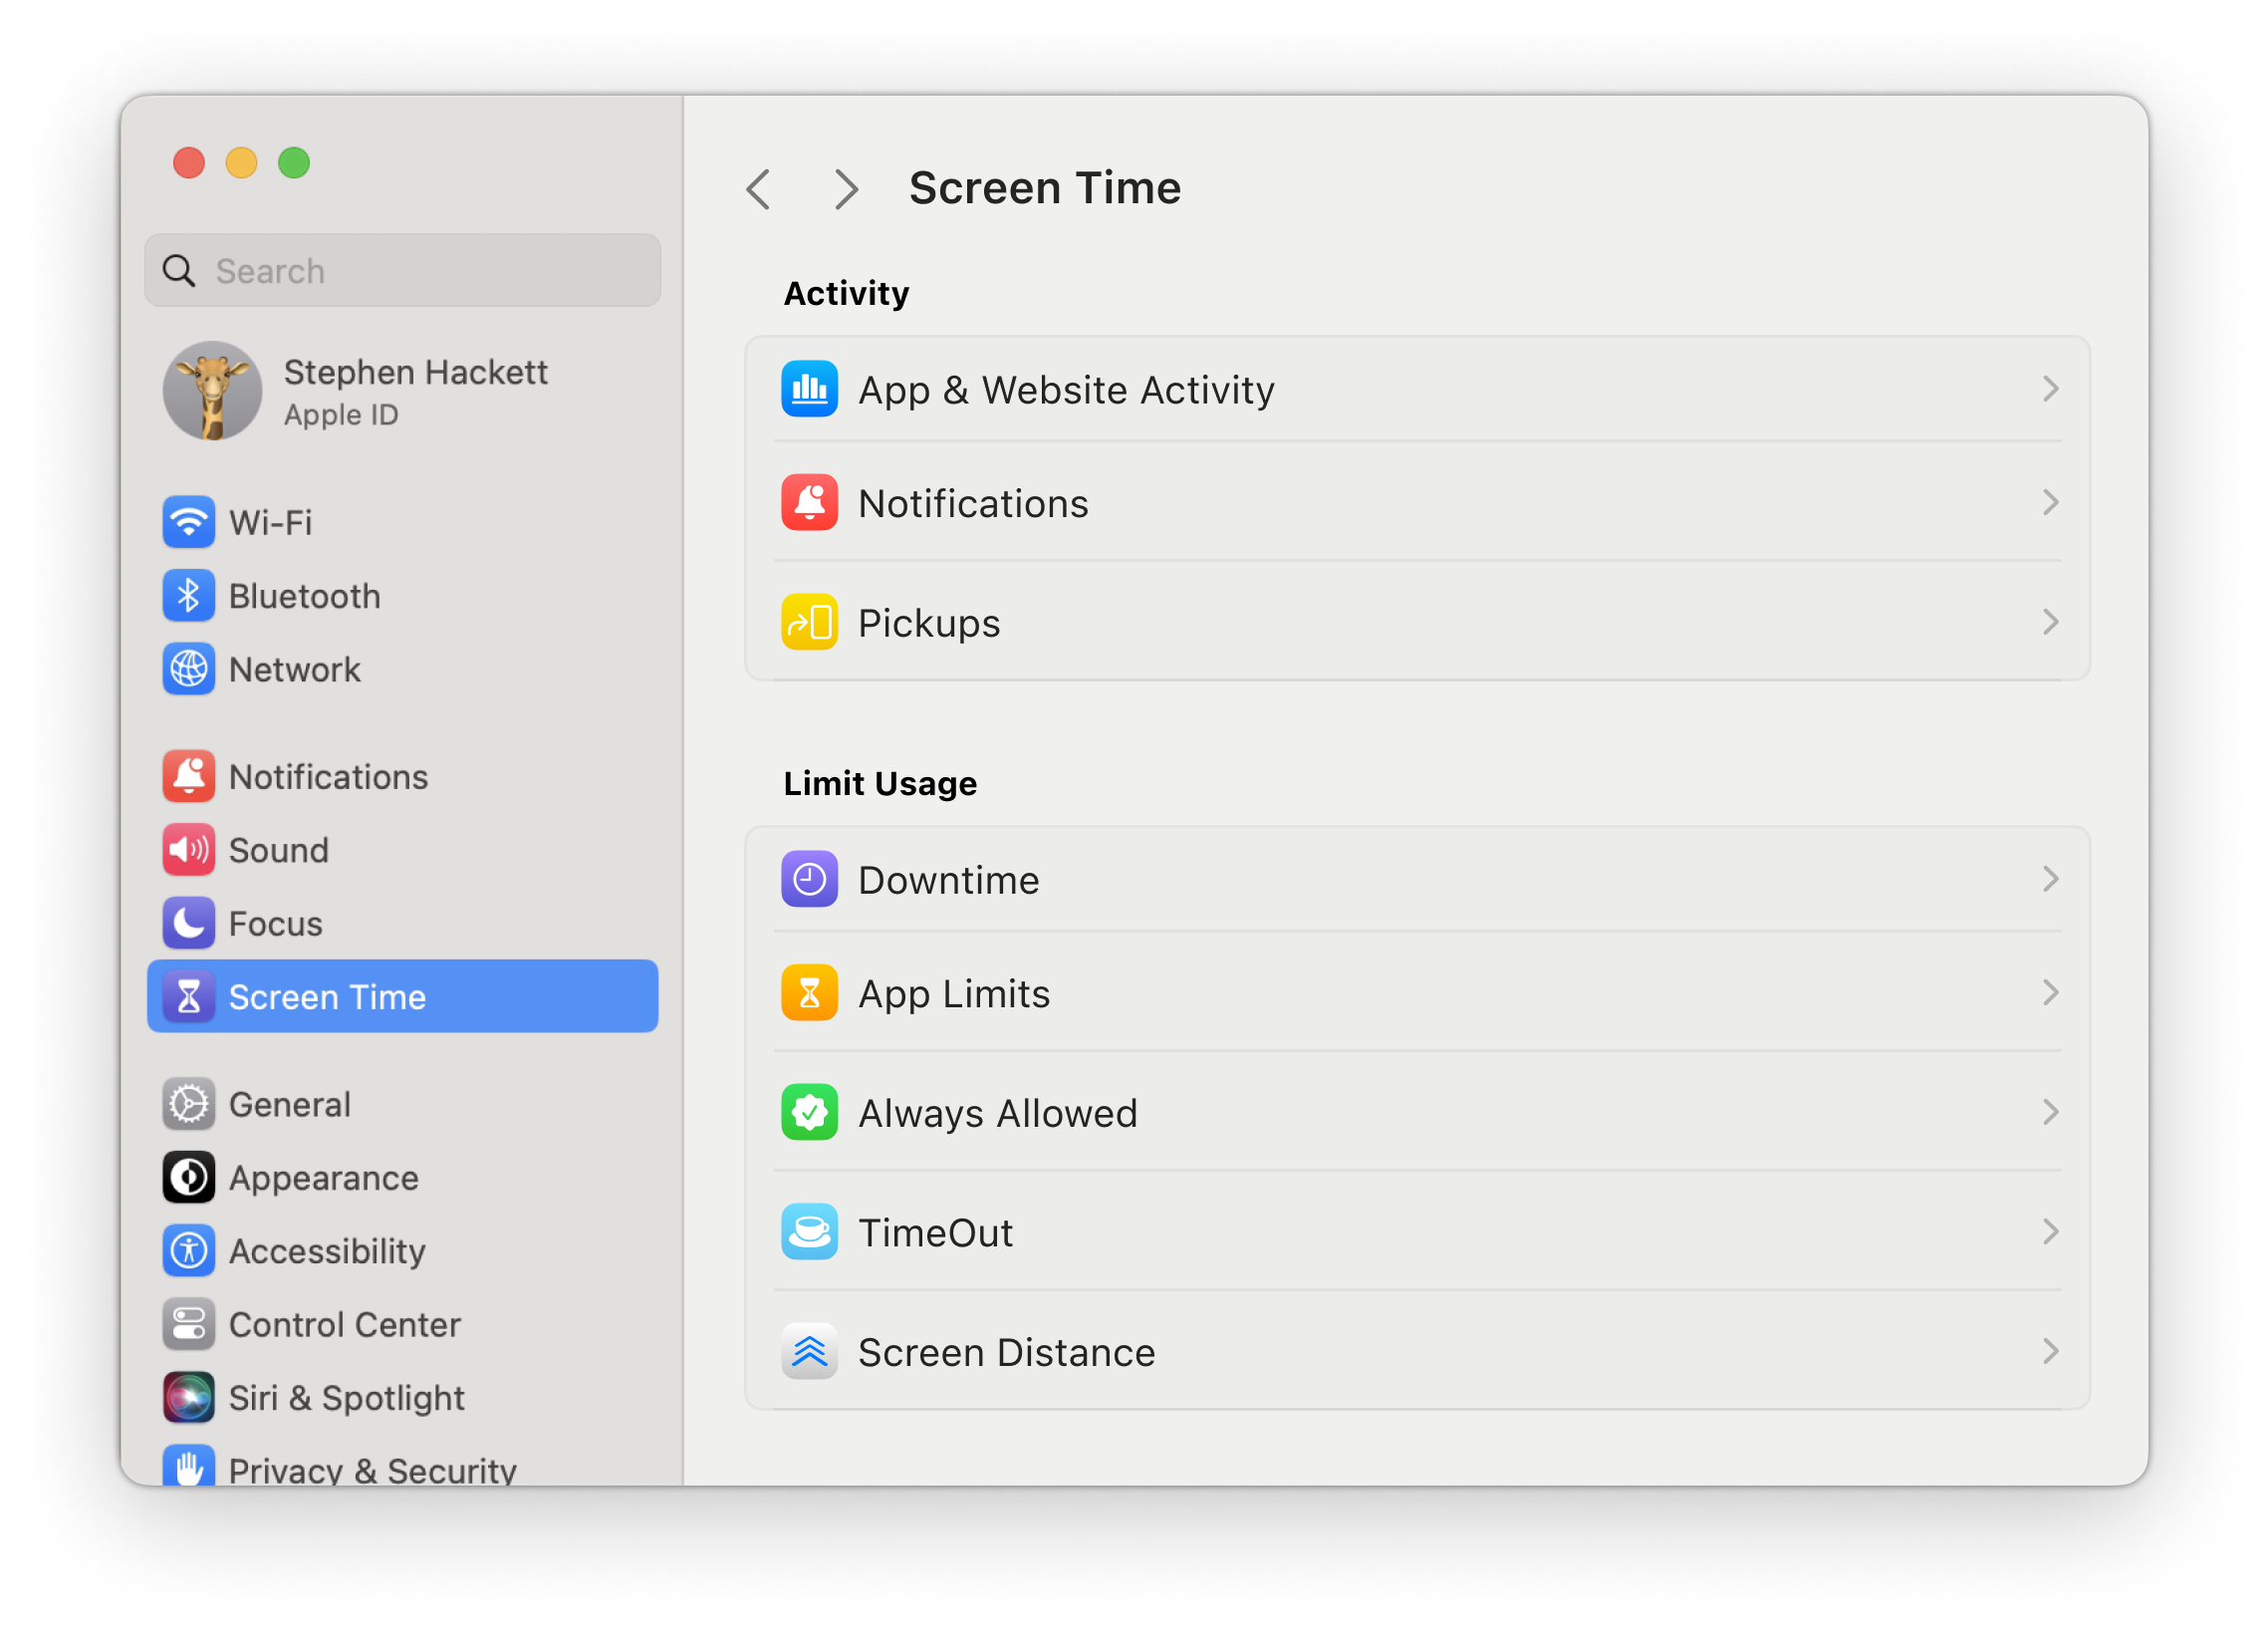 Search
Stephen Hackett
Apple ID
Wi-Fi
Bluetooth
Network
Notifications
Sound
Focus
Screen Time
General
Appearance
Accessibility
Control Center
Siri & Spotlight
Privacy & Security
Screen Time
Activity
App & Website Activity
Notifications
Pickups
Limit Usage
Downtime
App Limits
Always Allowed
TimeOut
Screen Distance